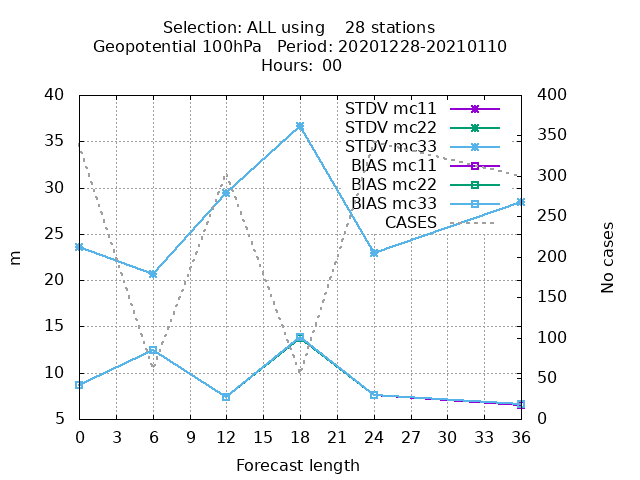 Selection: ALL using    28 stations
Geopotential 100hPa   Period: 20201228-20210110
Hours: 00
40 400
STDV mc11
STDV mc22
35 350
STDV mc33
BIAS mc11
30 300
BIAS mc22
BIAS mc33
CASES
25 250
m
No cases
20 200
15 150
10 100
50
5 0
0 3 6 9 12 15 18 21 24 27 30 33 36
Forecast length